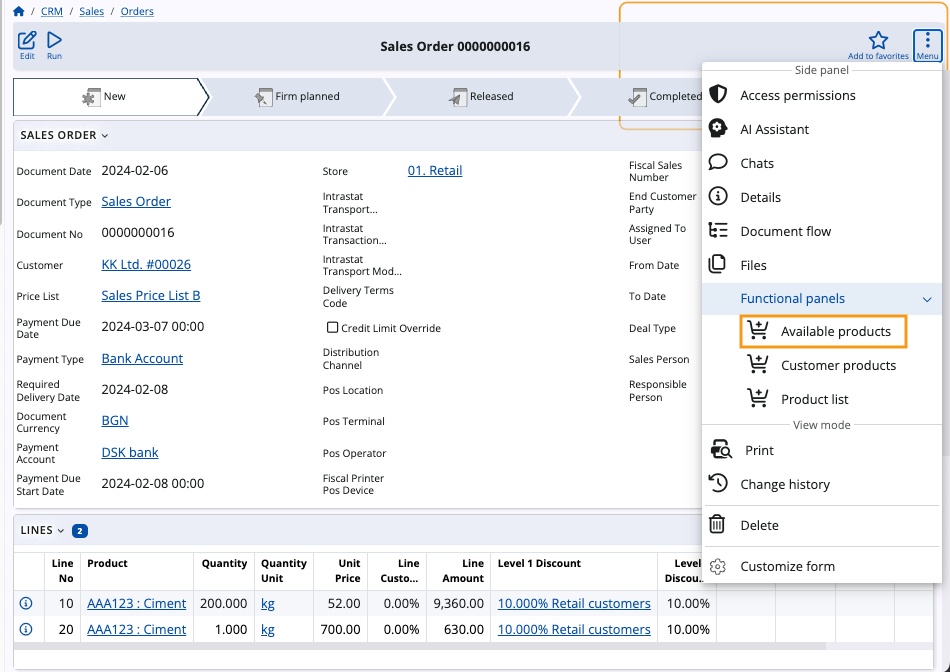 / CRM / Sales / Orders
Edit Run Sales Order 0000000016 Add to favorites Menu
New Firm planned Released Completed
SALES ORDER
Document Date 2024-02-06
Document Type Sales Order
Document No 0000000016
Customer KK Ltd. #00026
Price List Sales Price List B
Payment Due
Date 2024-03-07 00:00
Payment Type Bank Account
Required
Delivery Date 2024-02-08
Document
Currency BGN
Payment
Account DSK bank
Payment Due
Start Date 2024-02-08 00:00
Store 01. Retail
Intrastat
Transport...
Intrastat
Transaction...
Intrastat
Transport Mod...
Delivery Terms
Code
Credit Limit Override
Distribution
Channel
Pos Location
Pos Terminal
Pos Operator
Fiscal Printer
Pos Device
Fiscal Sales
Number
End Customer
Party
Assigned To
User
From Date
To Date
Deal Type
Sales Person
Responsible
Person
Side panel
Access permissions
AI Assistant
Chats
Details
Document flow
Files
Functional panels
Available products
Customer products
Product list
View mode
Print
Change history
Delete
Customize form
LINES 2
Line No Product Quantity Quantity Unit Unit Price Line Custo... Line Amount Level 1 Discount Level Discou...
10 AAA123 : Ciment 200.000 kg 52.00 0.00% 9,360.00 10.000% Retail customers 10.00%
20 AAA123 : Ciment 1.000 kg 700.00 0.00% 630.00 10.000% Retail customers 10.00%